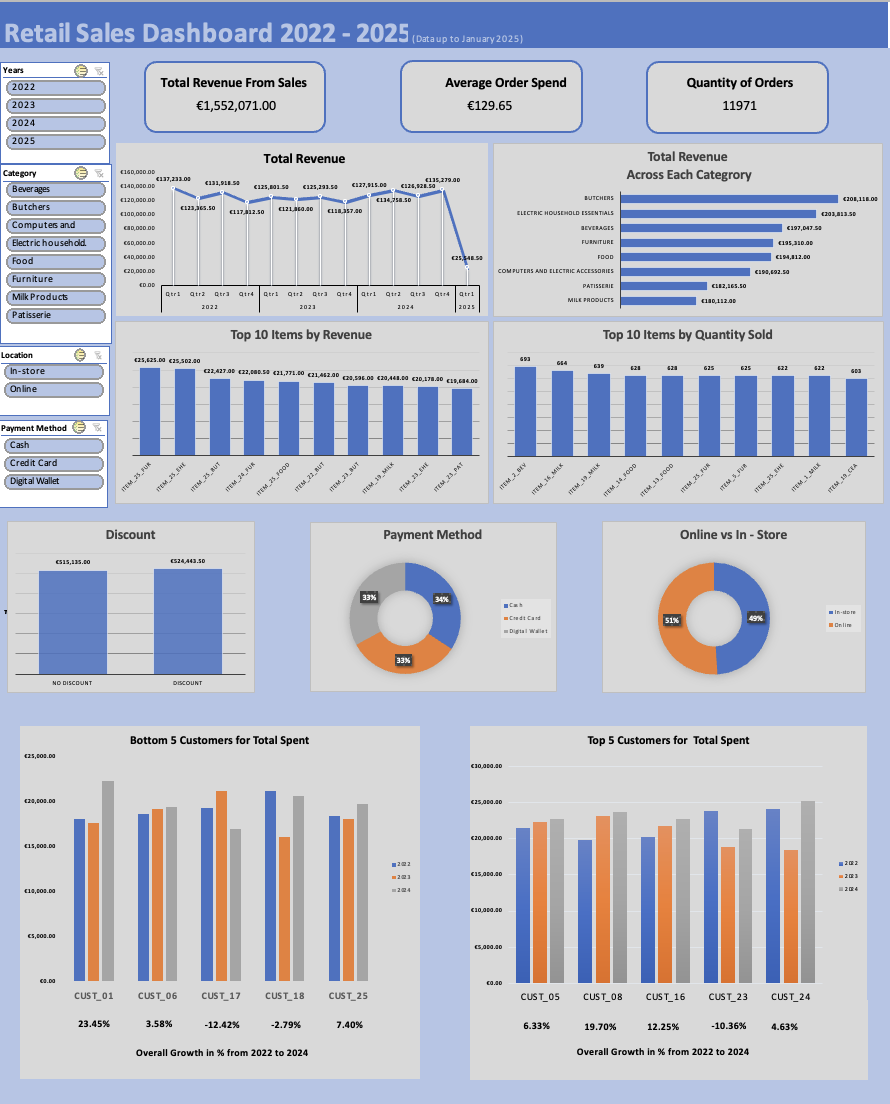 Retail Sales Dashboard 2022 - 2025 (Data up to January 2025)
Years
2022
2023
2024
2025
Category
Beverages
Butchers
Computers and
Electric household
Food
Furniture
Milk Products
Patisserie
Location
In-store
Online
Payment Method
Cash
Credit Card
Digital Wallet
Total Revenue From Sales
€1,552,071.00
Average Order Spend
€129.65
Quantity of Orders
11971
Total Revenue
€160,000.00
€140,000.00
€120,000.00
€100,000.00
€80,000.00
€60,000.00
€40,000.00
€20,000.00
€0.00
€137,233.00
€123,365.50
€131,918.50
€117,812.50
€125,801.50
€121,860.00
€125,293.50
€118,357.00
€127,915.00
€134,758.50
€126,928.50
€135,279.00
€25,548.50
Qtr1 Qtr2 Qtr3 Qtr4 Qtr1 Qtr2 Qtr3 Qtr4 Qtr1 Qtr2 Qtr3 Qtr4 Qtr1
2022 2023 2024 2025
Total Revenue
Across Each Categrory
BUTCHERS €208,118.00
ELECTRIC HOUSEHOLD ESSENTIALS €203,813.50
BEVERAGES €197,047.50
FURNITURE €195,310.00
FOOD €194,812.00
COMPUTERS AND ELECTRIC ACCESSORIES €190,692.50
PATISSERIE €182,165.50
MILK PRODUCTS €180,112.00
Top 10 Items by Revenue
€25,625.00 €25,502.00 €22,427.00 €22,080.50 €21,771.00 €21,462.00 €20,596.00 €20,448.00 €20,178.00 €19,684.00
ITEM_25_FUR ITEM_25_EHE ITEM_25_BUT ITEM_24_FUR ITEM_25_FOOD ITEM_22_BUT ITEM_23_BUT ITEM_19_MILK ITEM_23_EHE ITEM_23_PAT
Top 10 Items by Quantity Sold
693 664 639 628 628 625 625 622 622 603
ITEM_2_BEV ITEM_16_MILK ITEM_19_MILK ITEM_14_FOOD ITEM_13_FOOD ITEM_25_FUR ITEM_5_FUR ITEM_25_EHE ITEM_1_MILK ITEM_19_CEA
Discount
€515,135.00
€524,443.50
NO DISCOUNT DISCOUNT
Payment Method
33%
34%
33%
Cash
Credit Card
Digital Wallet
Online vs In - Store
51%
49%
In-store
Online
Bottom 5 Customers for Total Spent
€25,000.00
€20,000.00
€15,000.00
€10,000.00
€5,000.00
€0.00
2022
2023
2024
CUST_01 CUST_06 CUST_17 CUST_18 CUST_25
23.45% 3.58% -12.42% -2.79% 7.40%
Overall Growth in % from 2022 to 2024
Top 5 Customers for Total Spent
€30,000.00
€25,000.00
€20,000.00
€15,000.00
€10,000.00
€5,000.00
€0.00
2022
2023
2024
CUST_05 CUST_08 CUST_16 CUST_23 CUST_24
6.33% 19.70% 12.25% -10.36% 4.63%
Overall Growth in % from 2022 to 2024